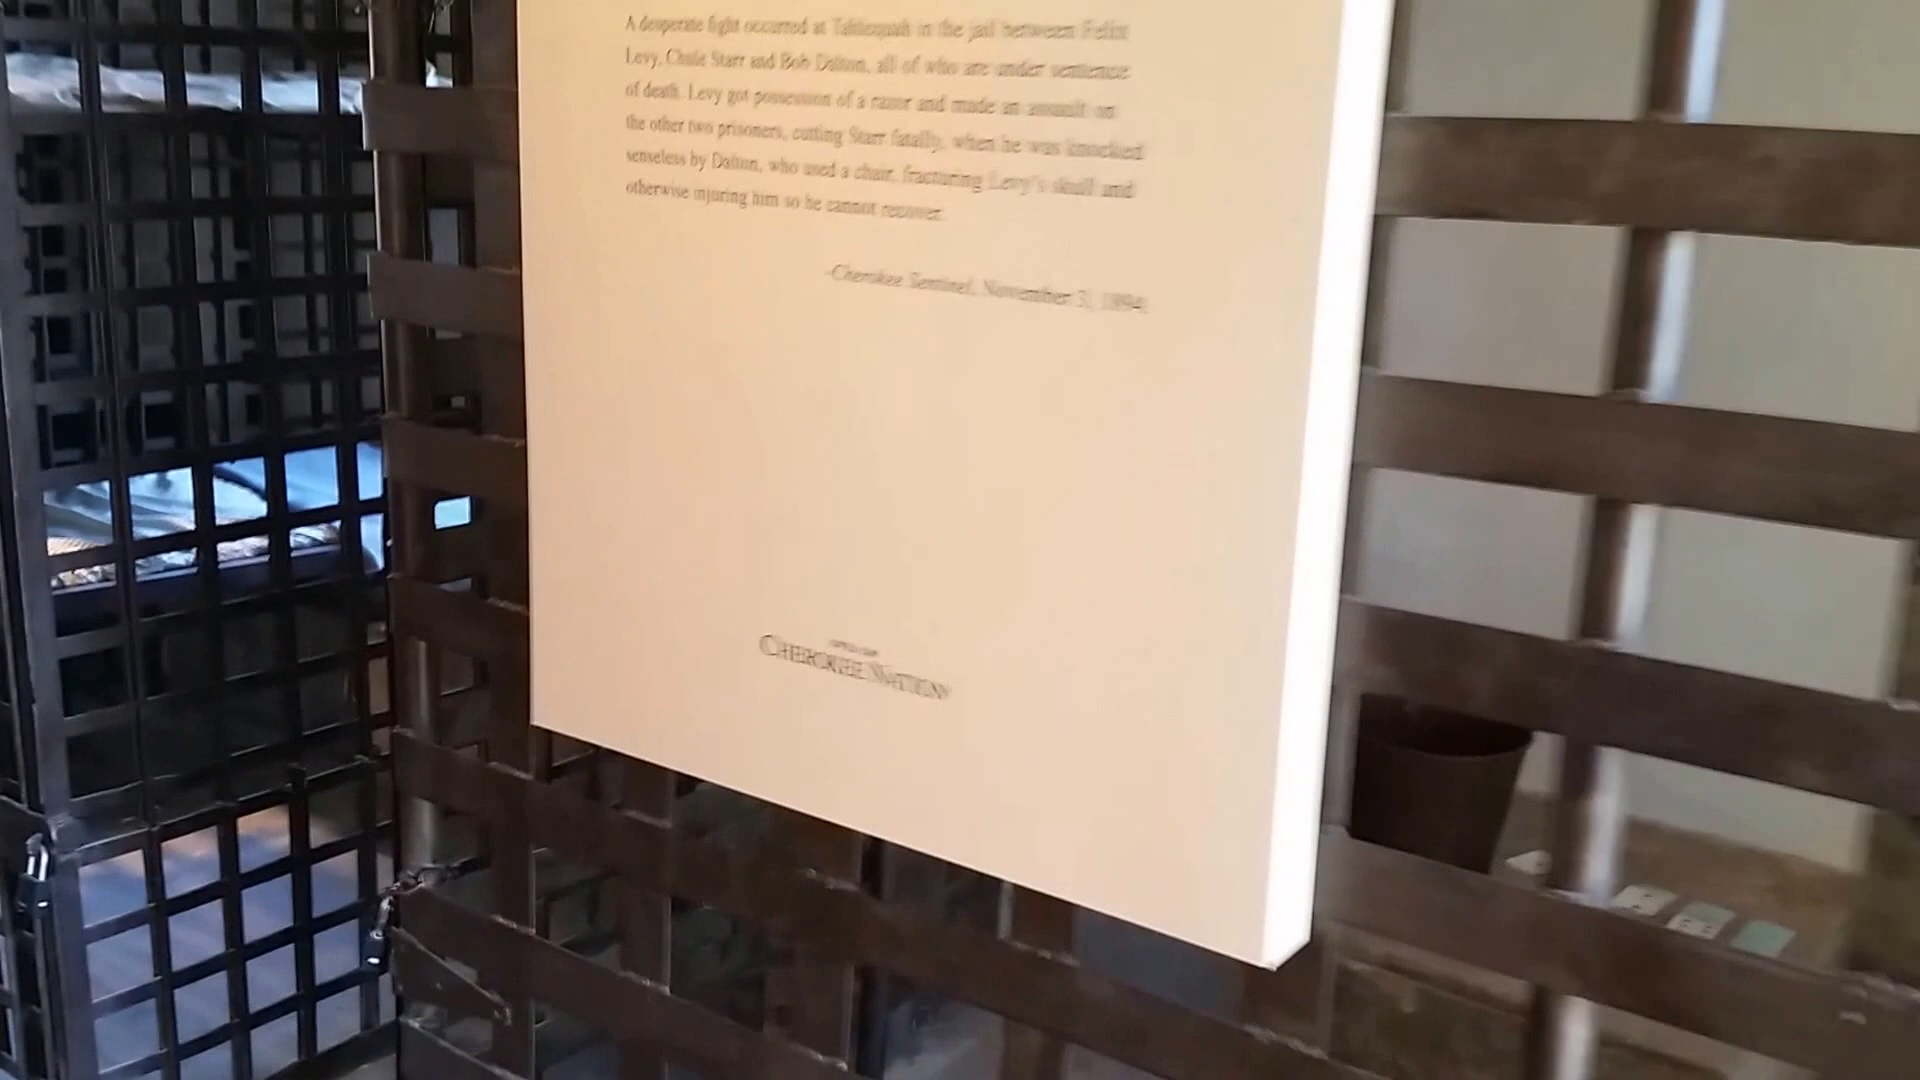 A desperate fight occurred at Tahlequah in the jail between Felix
Levy, Chule Starr and Bob Dalton, all of who are under sentence
of death. Levy got possession of a razor and made an assault on
the other two prisoners, cutting Starr fatally, when he was knocked
senseless by Dalton, who used a chair, fracturing Levy's skull and
otherwise injuring him so he cannot recover.
-Cherokee Sentinel, November 3, 1894.
CHEROKEE NATION